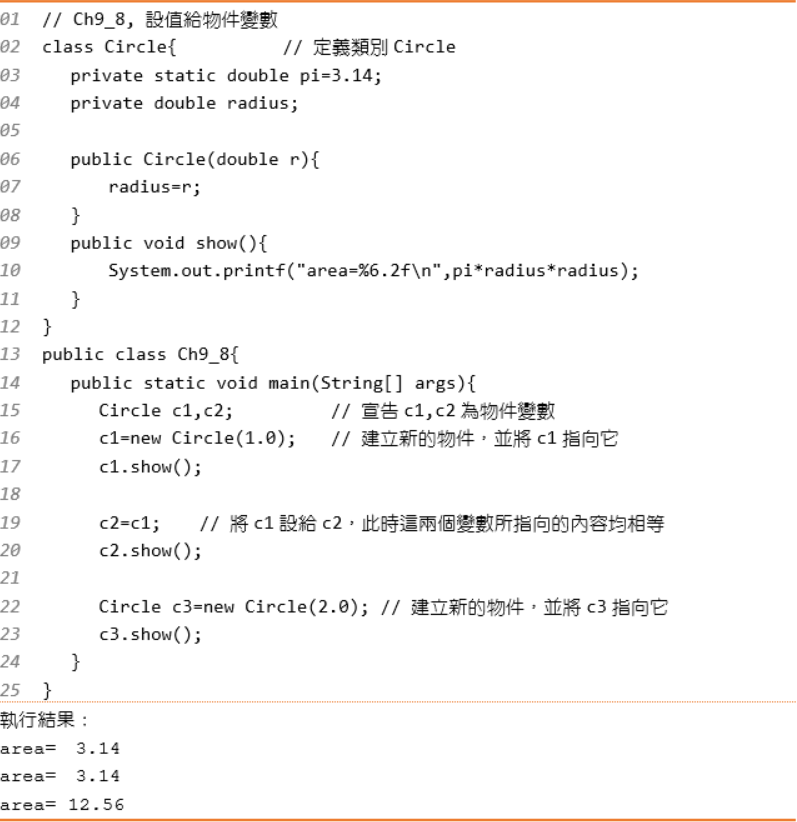 01 // Ch9_8, 設值給物件變數
02 class Circle{ // 定義類別 Circle
03 private static double pi=3.14;
04 private double radius;
05
06 public Circle(double r){
07 radius=r;
08 }
09 public void show(){
10 System.out.printf("area=%6.2f\n",pi*radius*radius);
11 }
12 }
13 public class Ch9_8{
14 public static void main(String[] args){
15 Circle c1,c2; // 宣告 c1,c2 為物件變數
16 c1=new Circle(1.0); // 建立新的物件，並將 c1 指向它
17 c1.show();
18
19 c2=c1; // 將 c1 設給 c2，此時這兩個變數所指向的內容均相等
20 c2.show();
21
22 Circle c3=new Circle(2.0); // 建立新的物件，並將 c3 指向它
23 c3.show();
24 }
25 }
執行結果：
area=  3.14
area=  3.14
area= 12.56